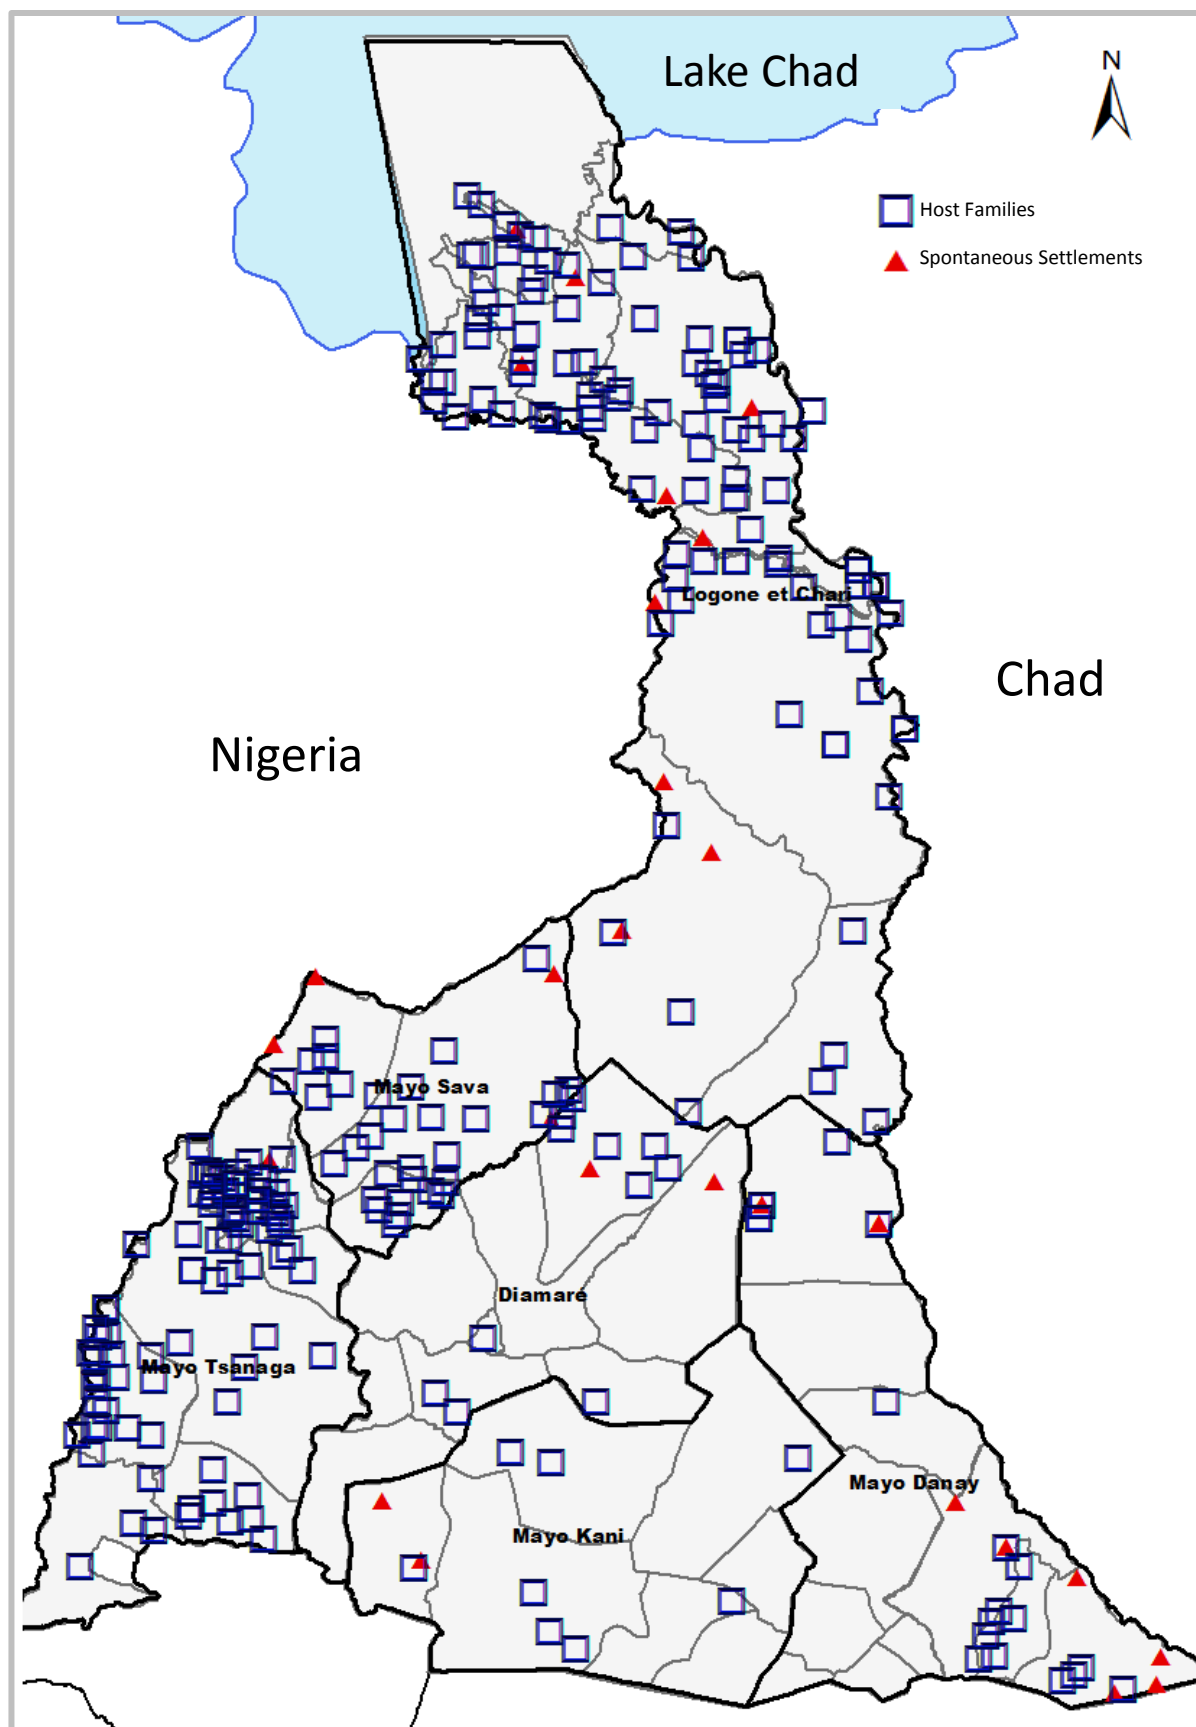 Lake Chad
N
Host Families
Spontaneous Settlements
Logone et Chari
Chad
Nigeria
Mayo Sava
Diamare
Mayo Tsanaga
Mayo Danay
Mayo Kani